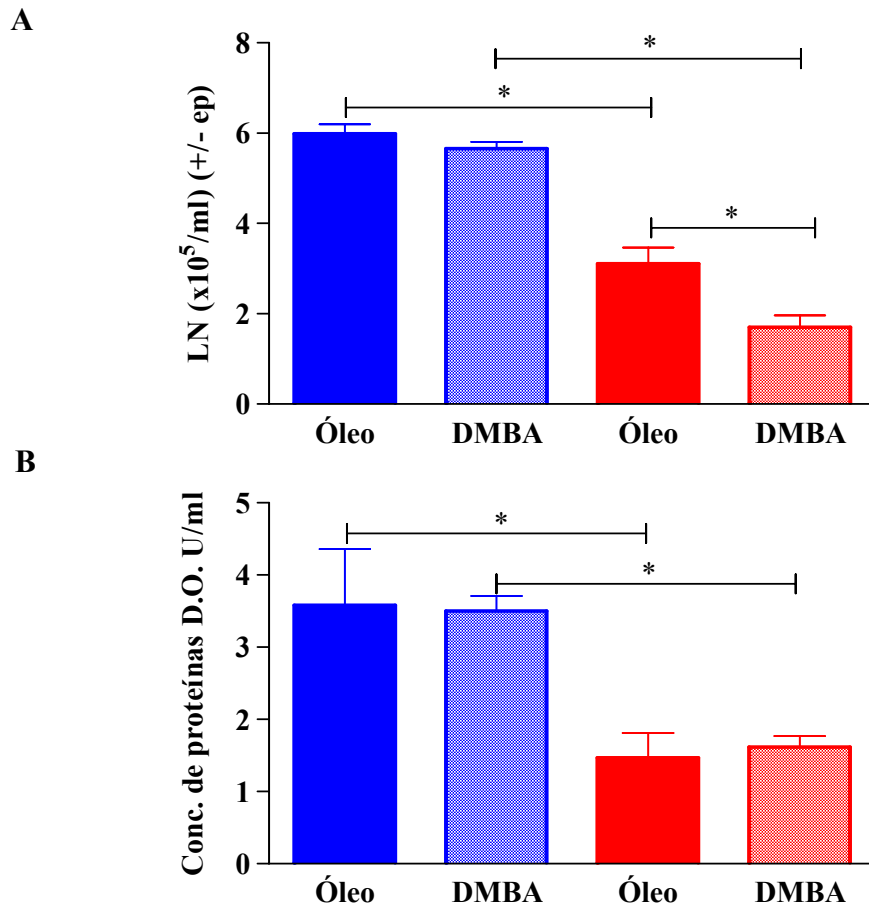 A
LN (x10⁵/ml) (+/- ep)
8
6
4
2
0
*
*
*
Óleo DMBA Óleo DMBA
B
Conc. de proteínas D.O. U/ml
5
4
3
2
1
0
*
*
Óleo DMBA Óleo DMBA